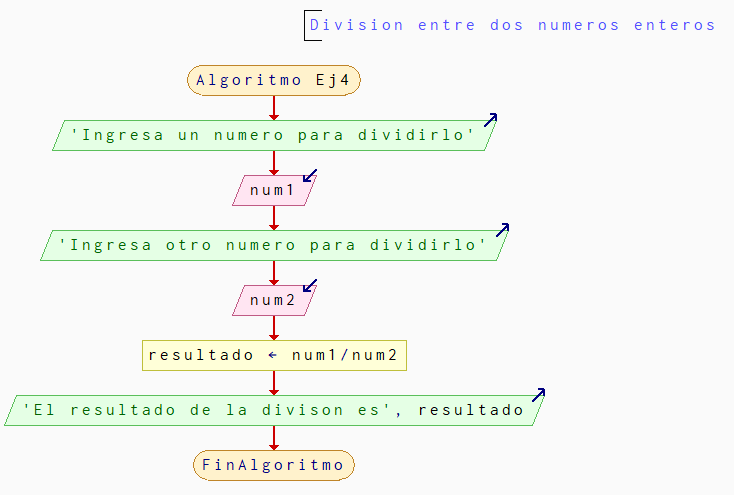 Division entre dos numeros enteros
Algoritmo Ej4
'Ingresa un numero para dividirlo'
num1
'Ingresa otro numero para dividirlo'
num2
resultado ← num1/num2
'El resultado de la divison es', resultado
FinAlgoritmo